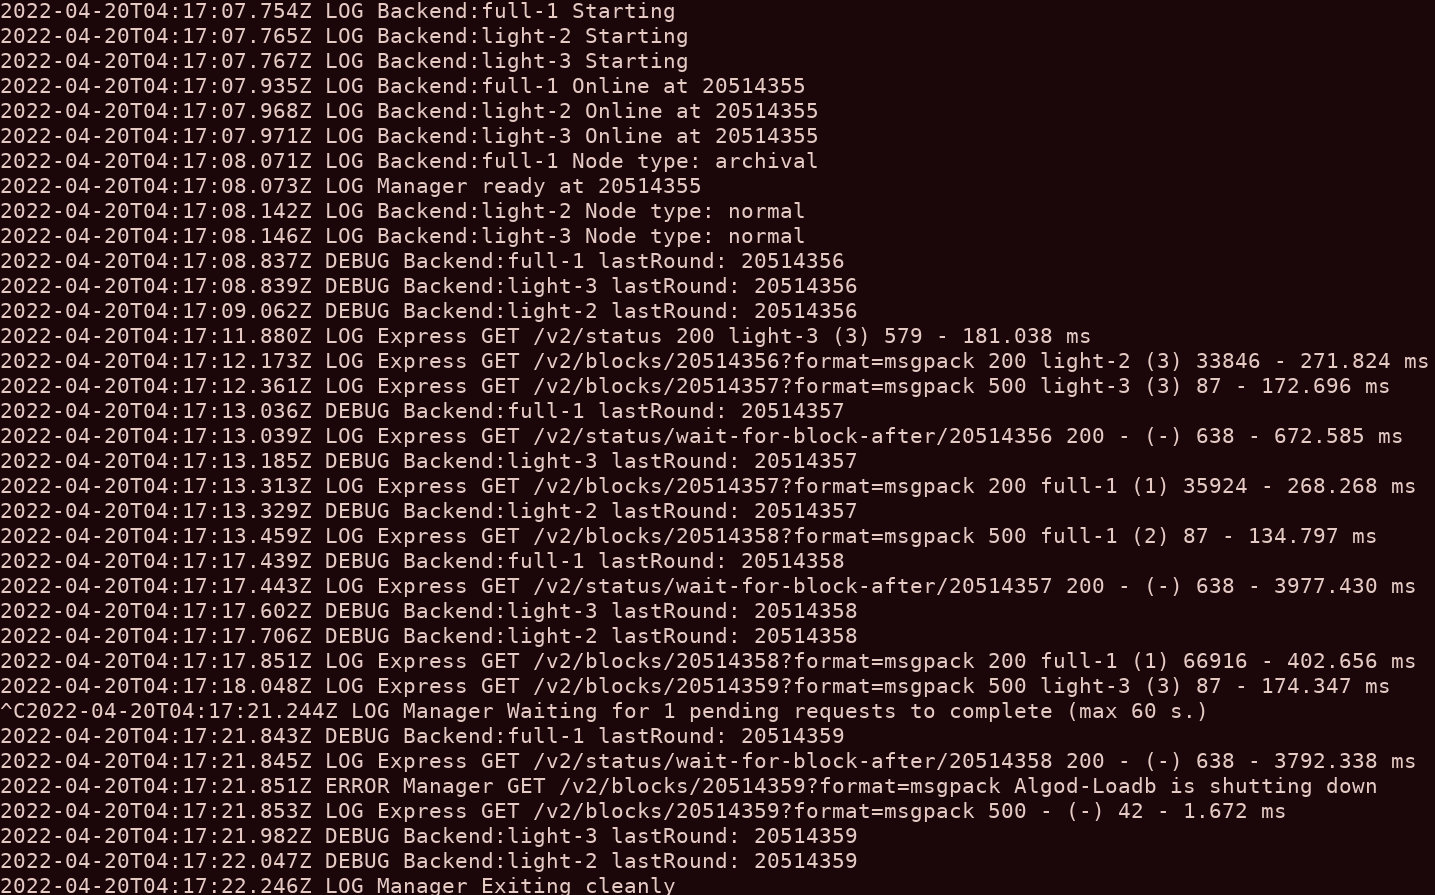 2022-04-20T04:17:07.754Z LOG Backend:full-1 Starting
2022-04-20T04:17:07.765Z LOG Backend:light-2 Starting
2022-04-20T04:17:07.767Z LOG Backend:light-3 Starting
2022-04-20T04:17:07.935Z LOG Backend:full-1 Online at 20514355
2022-04-20T04:17:07.968Z LOG Backend:light-2 Online at 20514355
2022-04-20T04:17:07.971Z LOG Backend:light-3 Online at 20514355
2022-04-20T04:17:08.071Z LOG Backend:full-1 Node type: archival
2022-04-20T04:17:08.073Z LOG Manager ready at 20514355
2022-04-20T04:17:08.142Z LOG Backend:light-2 Node type: normal
2022-04-20T04:17:08.146Z LOG Backend:light-3 Node type: normal
2022-04-20T04:17:08.837Z DEBUG Backend:full-1 lastRound: 20514356
2022-04-20T04:17:08.839Z DEBUG Backend:light-3 lastRound: 20514356
2022-04-20T04:17:09.062Z DEBUG Backend:light-2 lastRound: 20514356
2022-04-20T04:17:11.880Z LOG Express GET /v2/status 200 light-3 (3) 579 - 181.038 ms
2022-04-20T04:17:12.173Z LOG Express GET /v2/blocks/20514356?format=msgpack 200 light-2 (3) 33846 - 271.824 ms
2022-04-20T04:17:12.361Z LOG Express GET /v2/blocks/20514357?format=msgpack 500 light-3 (3) 87 - 172.696 ms
2022-04-20T04:17:13.036Z DEBUG Backend:full-1 lastRound: 20514357
2022-04-20T04:17:13.039Z LOG Express GET /v2/status/wait-for-block-after/20514356 200 - (-) 638 - 672.585 ms
2022-04-20T04:17:13.185Z DEBUG Backend:light-3 lastRound: 20514357
2022-04-20T04:17:13.313Z LOG Express GET /v2/blocks/20514357?format=msgpack 200 full-1 (1) 35924 - 268.268 ms
2022-04-20T04:17:13.329Z DEBUG Backend:light-2 lastRound: 20514357
2022-04-20T04:17:13.459Z LOG Express GET /v2/blocks/20514358?format=msgpack 500 full-1 (2) 87 - 134.797 ms
2022-04-20T04:17:17.439Z DEBUG Backend:full-1 lastRound: 20514358
2022-04-20T04:17:17.443Z LOG Express GET /v2/status/wait-for-block-after/20514357 200 - (-) 638 - 3977.430 ms
2022-04-20T04:17:17.602Z DEBUG Backend:light-3 lastRound: 20514358
2022-04-20T04:17:17.706Z DEBUG Backend:light-2 lastRound: 20514358
2022-04-20T04:17:17.851Z LOG Express GET /v2/blocks/20514358?format=msgpack 200 full-1 (1) 66916 - 402.656 ms
2022-04-20T04:17:18.048Z LOG Express GET /v2/blocks/20514359?format=msgpack 500 light-3 (3) 87 - 174.347 ms
^C2022-04-20T04:17:21.244Z LOG Manager Waiting for 1 pending requests to complete (max 60 s.)
2022-04-20T04:17:21.843Z DEBUG Backend:full-1 lastRound: 20514359
2022-04-20T04:17:21.845Z LOG Express GET /v2/status/wait-for-block-after/20514358 200 - (-) 638 - 3792.338 ms
2022-04-20T04:17:21.851Z ERROR Manager GET /v2/blocks/20514359?format=msgpack Algod-Loadb is shutting down
2022-04-20T04:17:21.853Z LOG Express GET /v2/blocks/20514359?format=msgpack 500 - (-) 42 - 1.672 ms
2022-04-20T04:17:21.982Z DEBUG Backend:light-3 lastRound: 20514359
2022-04-20T04:17:22.047Z DEBUG Backend:light-2 lastRound: 20514359
2022-04-20T04:17:22.246Z LOG Manager Exiting cleanly